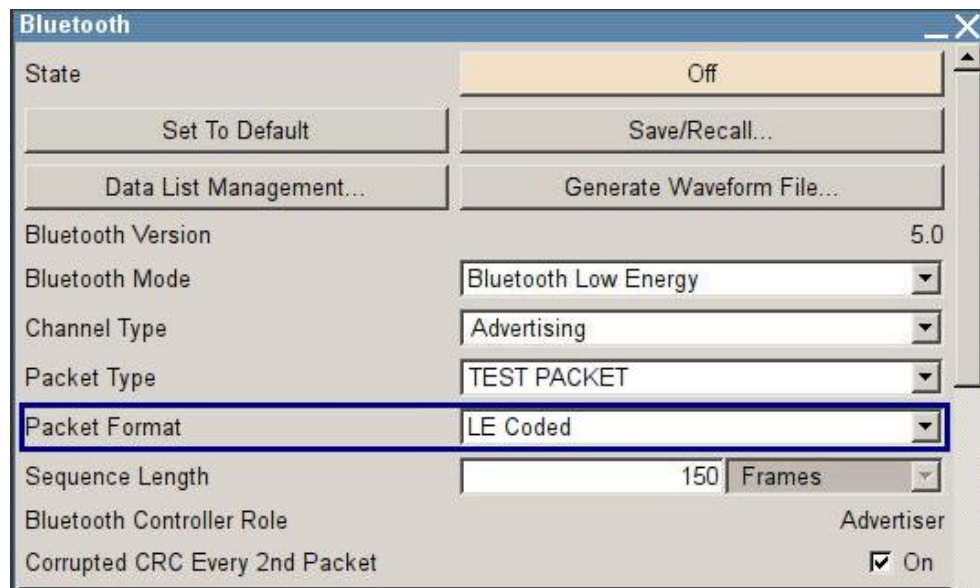 Bluetooth
State Off
Set To Default Save/Recall...
Data List Management... Generate Waveform File...
Bluetooth Version 5.0
Bluetooth Mode Bluetooth Low Energy
Channel Type Advertising
Packet Type TEST PACKET
Packet Format LE Coded
Sequence Length 150 Frames
Bluetooth Controller Role Advertiser
Corrupted CRC Every 2nd Packet On